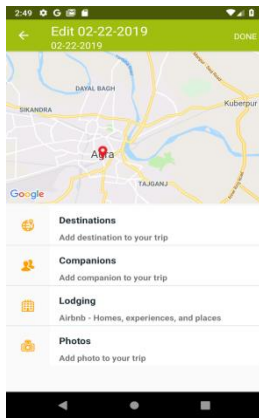 2:49 G
Edit 02-22-2019
02-22-2019
DONE
DAYAL BAGH
SIKANDRA
Kuberpur
Agra
TAJGANJ
Google
Destinations
Add destination to your trip
Companions
Add companion to your trip
Lodging
Airbnb - Homes, experiences, and places
Photos
Add photo to your trip